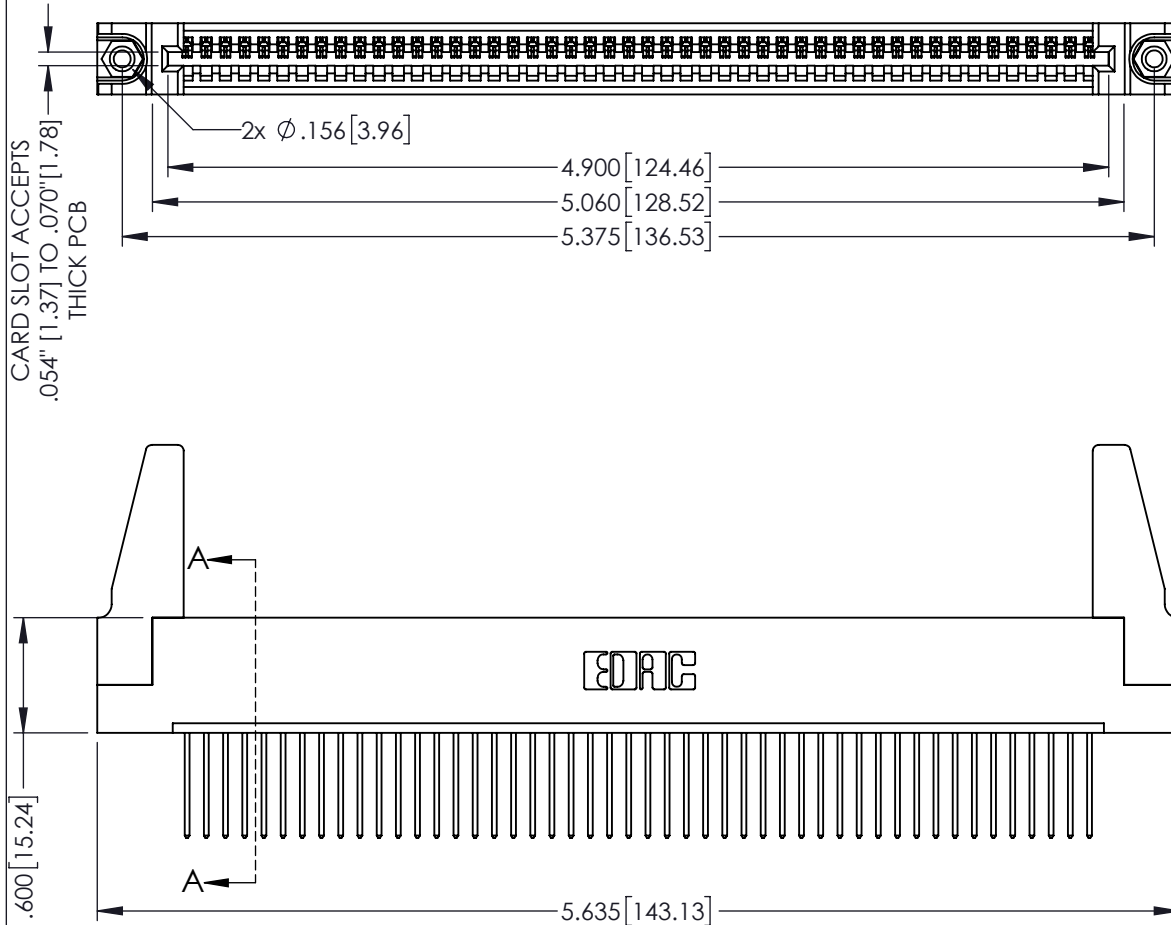 2x ⌀.156[3.96]
4.900[124.46]
5.060[128.52]
5.375[136.53]
CARD SLOT ACCEPTS
.054" [1.37] TO .070"[1.78]
THICK PCB
A
EDAC
A
.600[15.24]
5.635[143.13]